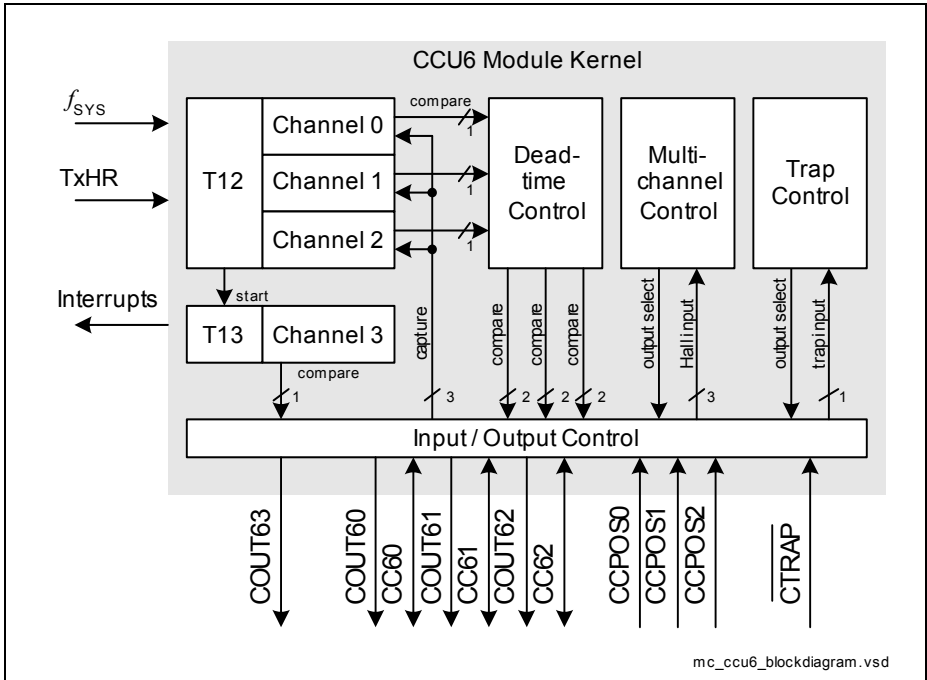 CCU6 Module Kernel
fSYS
TxHR
Interrupts
T12
Channel 0
Channel 1
Channel 2
compare
1
1
1
Dead-
time
Control
Multi-
channel
Control
Trap
Control
start
T13
Channel 3
compare
1
capture
3
compare
2
compare
2
compare
2
output select
Hall input
3
output select
trap input
1
Input / Output Control
COUT63
COUT60
CC60
COUT61
CC61
COUT62
CC62
CCPOS0
CCPOS1
CCPOS2
CTRAP
mc_ccu6_blockdiagram.vsd